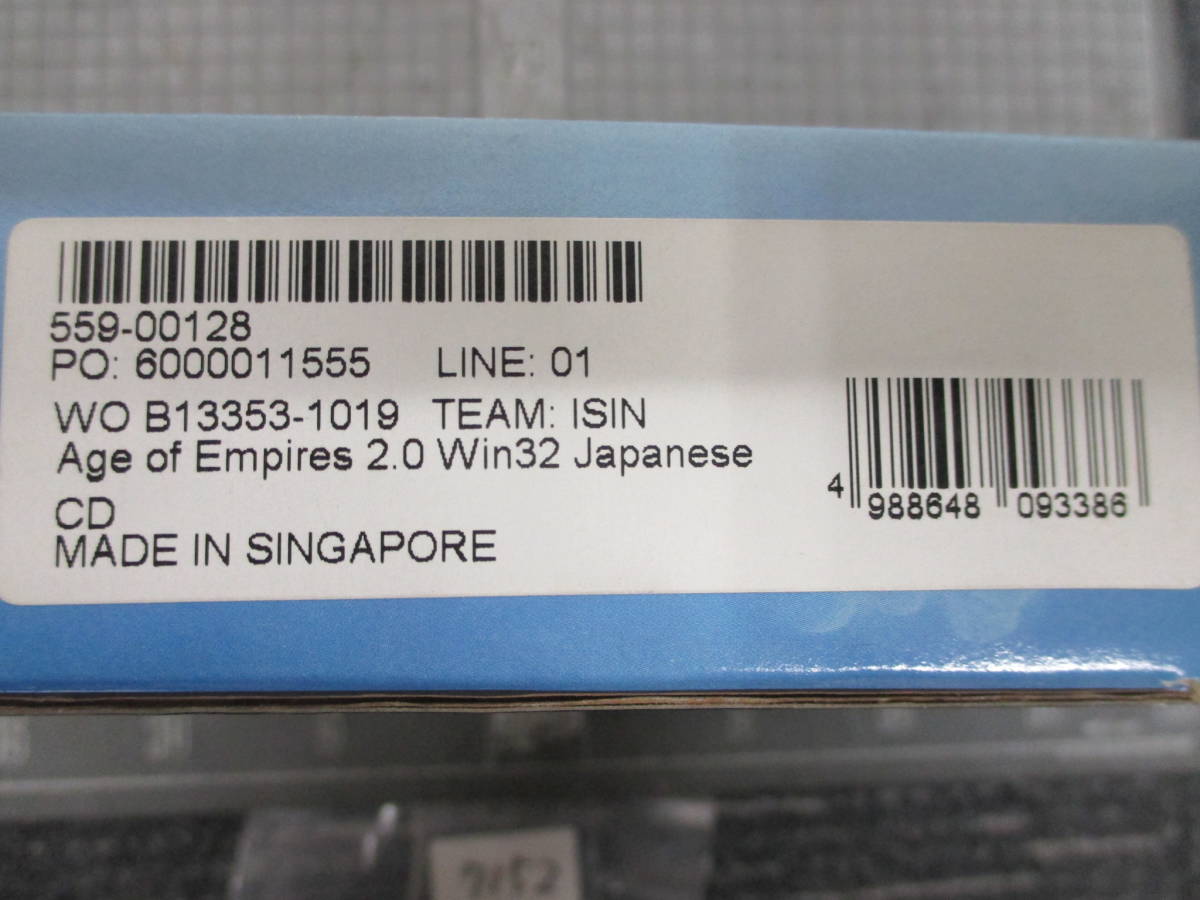 559-00128
PO: 6000011555 LINE: 01
WO B13353-1019 TEAM: ISIN
Age of Empires 2.0 Win32 Japanese
CD
MADE IN SINGAPORE
4 988648 093386